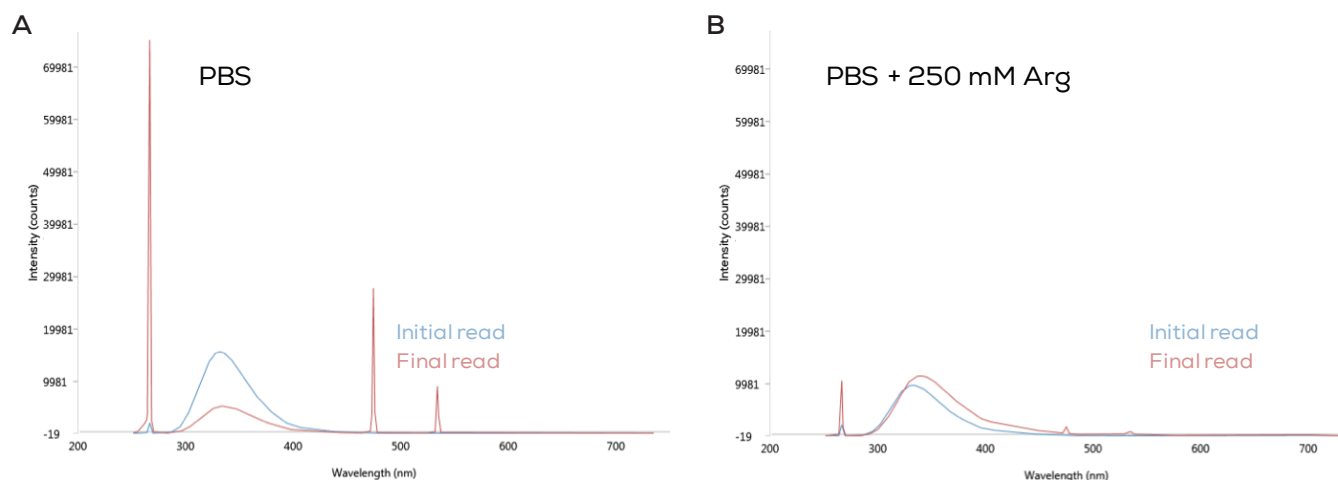 A
PBS
Intensity (counts)
69981
59981
49981
39981
29981
19981
9981
-19
Initial read
Final read
200
300
400
500
600
700
Wavelength (nm)
B
PBS + 250 mM Arg
Intensity (counts)
69981
59981
49981
39981
29981
19981
9981
-19
Initial read
Final read
200
300
400
500
600
700
Wavelength (nm)